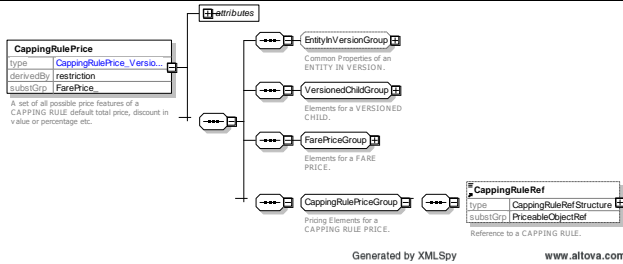 attributes
CappingRulePrice
type CappingRulePrice_Versio...
derivedBy restriction
substGrp FarePrice_
A set of all possible price features of a
CAPPING RULE default total price, discount in
value or percentage etc.
EntityInVersionGroup
Common Properties of an
ENTITY IN VERSION.
VersionedChildGroup
Elements for a VERSIONED
CHILD.
FarePriceGroup
Elements for a FARE
PRICE.
CappingRulePriceGroup
Pricing Elements for a
CAPPING RULE PRICE.
CappingRuleRef
type CappingRuleRefStructure
substGrp PriceableObjectRef
Reference to a CAPPING RULE.
Generated by XMLSpy
www.altova.com